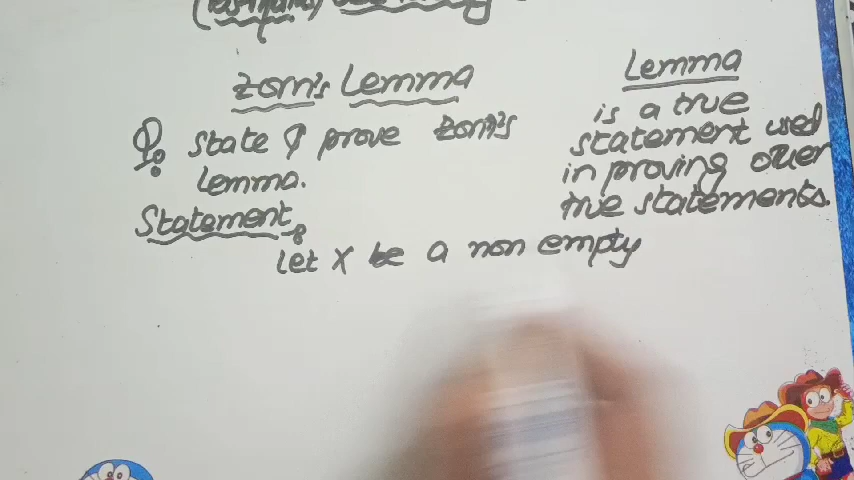 Zorn's Lemma
Q. State & prove Zorn's
Lemma.
Statement:
Let X be a non empty
Lemma
is a true
statement used
in proving other
true statements.